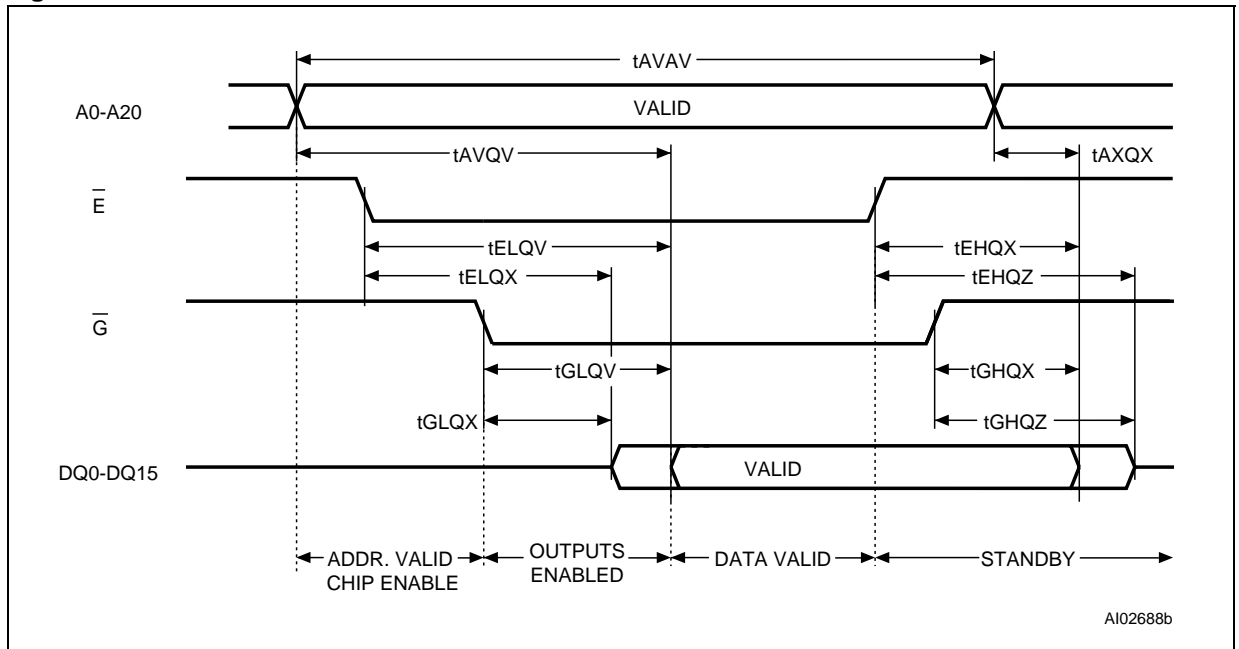 tAVAV
A0-A20
VALID
tAVQV
tAXQX
E
tELQV
tEHQX
tELQX
tEHQZ
G
tGLQV
tGHQX
tGLQX
tGHQZ
DQ0-DQ15
VALID
ADDR. VALID
CHIP ENABLE
OUTPUTS
ENABLED
DATA VALID
STANDBY
AI02688b